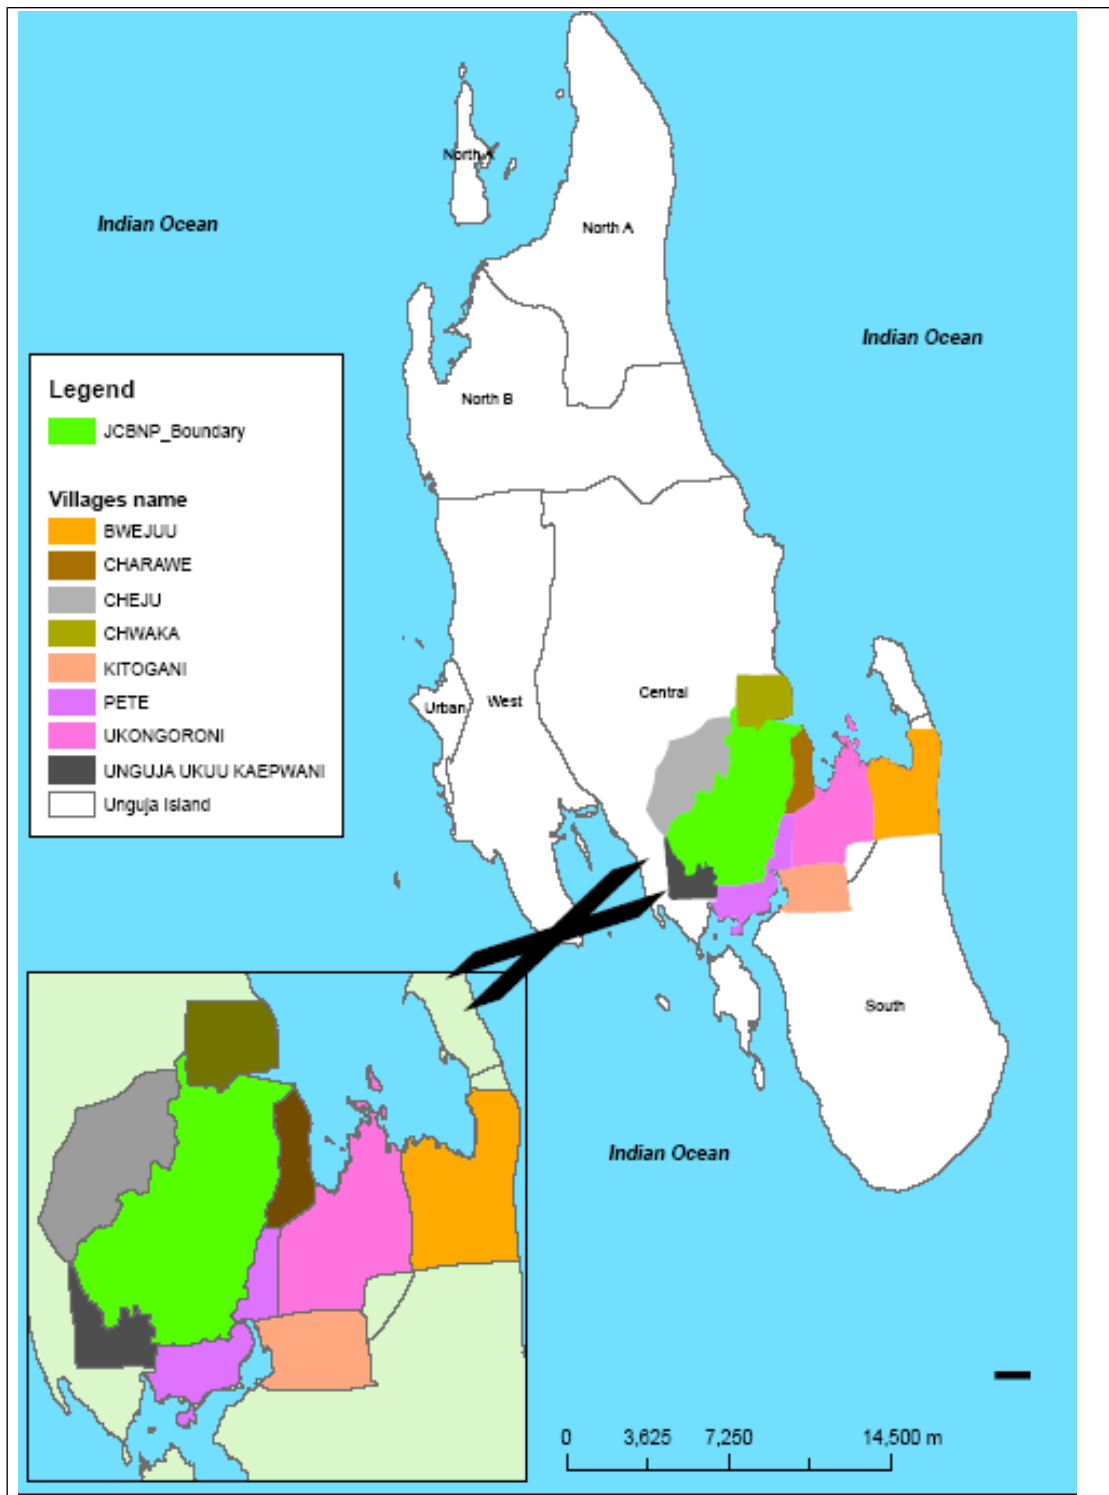 North A
Indian Ocean
North A
Indian Ocean
Legend
JCBNP_Boundary
North B
Villages name
BWEJUU
CHARAWE
CHEJU
CHWAKA
KITOGANI
PETE
UKONGORONI
UNGUJA UKUU KAEPWANI
Unguja Island
Central
Urban
West
South
Indian Ocean
0 3,625 7,250 14,500 m